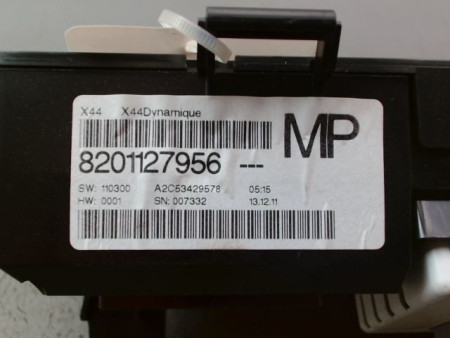 X44 X44Dynamique
MP
8201127956 ---
SW: 110300 A2C53429578 05:15
HW: 0001 SN: 007332 13.12.11